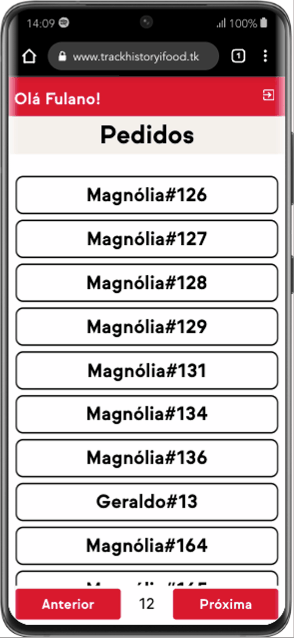 14:09
100%
www.trackhistoryifood.tk
1
Olá Fulano!
Pedidos
Magnólia#126
Magnólia#127
Magnólia#128
Magnólia#129
Magnólia#131
Magnólia#134
Magnólia#136
Geraldo#13
Magnólia#164
Anterior 12 Próxima